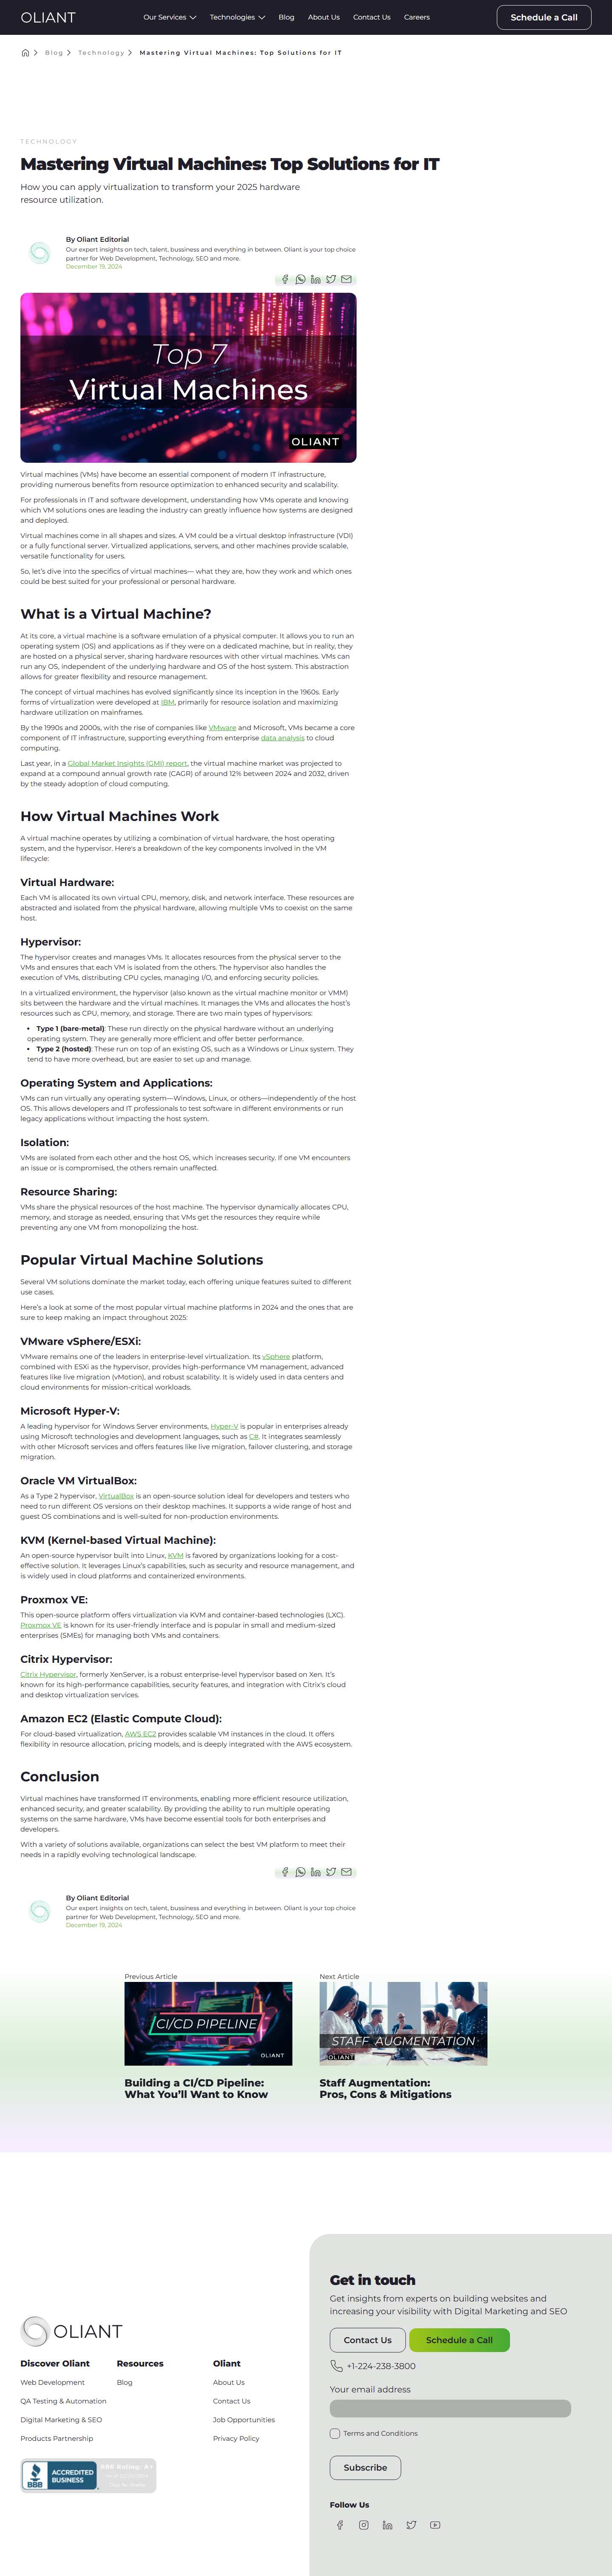 OLIANT
Our Services
Technologies
Blog
About Us
Contact Us
Careers
Schedule a Call
Blog
Technology
Mastering Virtual Machines: Top Solutions for IT
TECHNOLOGY
Mastering Virtual Machines: Top Solutions for IT
How you can apply virtualization to transform your 2025 hardware
resource utilization.
By Oliant Editorial
Our expert insights on tech, talent, bussiness and everything in between. Oliant is your top choice
partner for Web Development, Technology, SEO and more.
December 19, 2024
Top 7
Virtual Machines
OLIANT
Virtual machines (VMs) have become an essential component of modern IT infrastructure,
providing numerous benefits from resource optimization to enhanced security and scalability.
For professionals in IT and software development, understanding how VMs operate and knowing
which VM solutions ones are leading the industry can greatly influence how systems are designed
and deployed.
Virtual machines come in all shapes and sizes. A VM could be a virtual desktop infrastructure (VDI)
or a fully functional server. Virtualized applications, servers, and other machines provide scalable,
versatile functionality for users.
So, let's dive into the specifics of virtual machines— what they are, how they work and which ones
could be best suited for your professional or personal hardware.
What is a Virtual Machine?
At its core, a virtual machine is a software emulation of a physical computer. It allows you to run an
operating system (OS) and applications as if they were on a dedicated machine, but in reality, they
are hosted on a physical server, sharing hardware resources with other virtual machines. VMs can
run any OS, independent of the underlying hardware and OS of the host system. This abstraction
allows for greater flexibility and resource management.
The concept of virtual machines has evolved significantly since its inception in the 1960s. Early
forms of virtualization were developed at IBM, primarily for resource isolation and maximizing
hardware utilization on mainframes.
By the 1990s and 2000s, with the rise of companies like VMware and Microsoft, VMs became a core
component of IT infrastructure, supporting everything from enterprise data analysis to cloud
computing.
Last year, in a Global Market Insights (GMI) report, the virtual machine market was projected to
expand at a compound annual growth rate (CAGR) of around 12% between 2024 and 2032, driven
by the steady adoption of cloud computing.
How Virtual Machines Work
A virtual machine operates by utilizing a combination of virtual hardware, the host operating
system, and the hypervisor. Here's a breakdown of the key components involved in the VM
lifecycle:
Virtual Hardware:
Each VM is allocated its own virtual CPU, memory, disk, and network interface. These resources are
abstracted and isolated from the physical hardware, allowing multiple VMs to coexist on the same
host.
Hypervisor:
The hypervisor creates and manages VMs. It allocates resources from the physical server to the
VMs and ensures that each VM is isolated from the others. The hypervisor also handles the
execution of VMs, distributing CPU cycles, managing I/O, and enforcing security policies.
In a virtualized environment, the hypervisor (also known as the virtual machine monitor or VMM)
sits between the hardware and the virtual machines. It manages the VMs and allocates the host's
resources such as CPU, memory, and storage. There are two main types of hypervisors:
• Type 1 (bare-metal): These run directly on the physical hardware without an underlying
operating system. They are generally more efficient and offer better performance.
• Type 2 (hosted): These run on top of an existing OS, such as a Windows or Linux system. They
tend to have more overhead, but are easier to set up and manage.
Operating System and Applications:
VMs can run virtually any operating system—Windows, Linux, or others—independently of the host
OS. This allows developers and IT professionals to test software in different environments or run
legacy applications without impacting the host system.
Isolation:
VMs are isolated from each other and the host OS, which increases security. If one VM encounters
an issue or is compromised, the others remain unaffected.
Resource Sharing:
VMs share the physical resources of the host machine. The hypervisor dynamically allocates CPU,
memory, and storage as needed, ensuring that VMs get the resources they require while
preventing any one VM from monopolizing the host.
Popular Virtual Machine Solutions
Several VM solutions dominate the market today, each offering unique features suited to different
use cases.
Here's a look at some of the most popular virtual machine platforms in 2024 and the ones that are
sure to keep making an impact throughout 2025:
VMware vSphere/ESXi:
VMware remains one of the leaders in enterprise-level virtualization. Its vSphere platform,
combined with ESXi as the hypervisor, provides high-performance VM management, advanced
features like live migration (vMotion), and robust scalability. It is widely used in data centers and
cloud environments for mission-critical workloads.
Microsoft Hyper-V:
A leading hypervisor for Windows Server environments, Hyper-V is popular in enterprises already
using Microsoft technologies and development languages, such as C#. It integrates seamlessly
with other Microsoft services and offers features like live migration, failover clustering, and storage
migration.
Oracle VM VirtualBox:
As a Type 2 hypervisor, VirtualBox is an open-source solution ideal for developers and testers who
need to run different OS versions on their desktop machines. It supports a wide range of host and
guest OS combinations and is well-suited for non-production environments.
KVM (Kernel-based Virtual Machine):
An open-source hypervisor built into Linux, KVM is favored by organizations looking for a cost-
effective solution. It leverages Linux's capabilities, such as security and resource management, and
is widely used in cloud platforms and containerized environments.
Proxmox VE:
This open-source platform offers virtualization via KVM and container-based technologies (LXC).
Proxmox VE is known for its user-friendly interface and is popular in small and medium-sized
enterprises (SMEs) for managing both VMs and containers.
Citrix Hypervisor:
Citrix Hypervisor, formerly XenServer, is a robust enterprise-level hypervisor based on Xen. It's
known for its high-performance capabilities, security features, and integration with Citrix's cloud
and desktop virtualization services.
Amazon EC2 (Elastic Compute Cloud):
For cloud-based virtualization, AWS EC2 provides scalable VM instances in the cloud. It offers
flexibility in resource allocation, pricing models, and is deeply integrated with the AWS ecosystem.
Conclusion
Virtual machines have transformed IT environments, enabling more efficient resource utilization,
enhanced security, and greater scalability. By providing the ability to run multiple operating
systems on the same hardware, VMs have become essential tools for both enterprises and
developers.
With a variety of solutions available, organizations can select the best VM platform to meet their
needs in a rapidly evolving technological landscape.
By Oliant Editorial
Our expert insights on tech, talent, bussiness and everything in between. Oliant is your top choice
partner for Web Development, Technology, SEO and more.
December 19, 2024
Previous Article
CI/CD PIPELINE
OLIANT
Building a CI/CD Pipeline:
What You'll Want to Know
Next Article
STAFF AUGMENTATION
OLIANT
Staff Augmentation:
Pros, Cons & Mitigations
OLIANT
Discover Oliant
Web Development
QA Testing & Automation
Digital Marketing & SEO
Products Partnership
Resources
Blog
Oliant
About Us
Contact Us
Job Opportunities
Privacy Policy
BBB
ACCREDITED
BUSINESS
BBB Rating: A+
Get in touch
Get insights from experts on building websites and
increasing your visibility with Digital Marketing and SEO
Contact Us
Schedule a Call
+1-224-238-3800
Your email address
Terms and Conditions
Subscribe
Follow Us